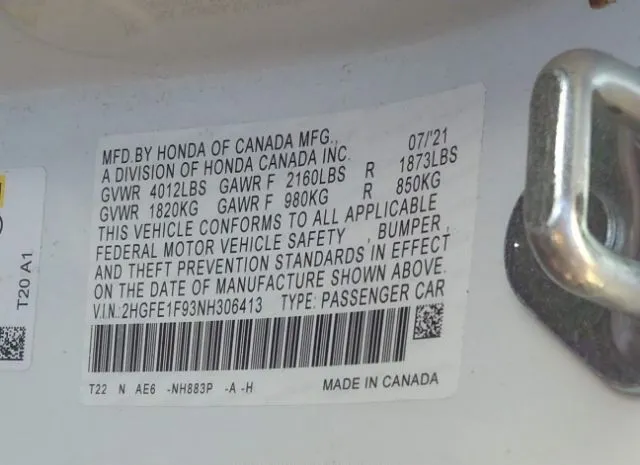 MFD.BY HONDA OF CANADA MFG., 07/'21
A DIVISION OF HONDA CANADA INC.
GVWR 4012LBS GAWR F 2160LBS R 1873LBS
GVWR 1820KG GAWR F 980KG R 850KG
THIS VEHICLE CONFORMS TO ALL APPLICABLE
FEDERAL MOTOR VEHICLE SAFETY , BUMPER,
AND THEFT PREVENTION STANDARDS IN EFFECT
ON THE DATE OF MANUFACTURE SHOWN ABOVE.
V.I.N.:2HGFE1F93NH306413 TYPE: PASSENGER CAR
T22 N AE6 -NH883P -A -H MADE IN CANADA
T20 A1